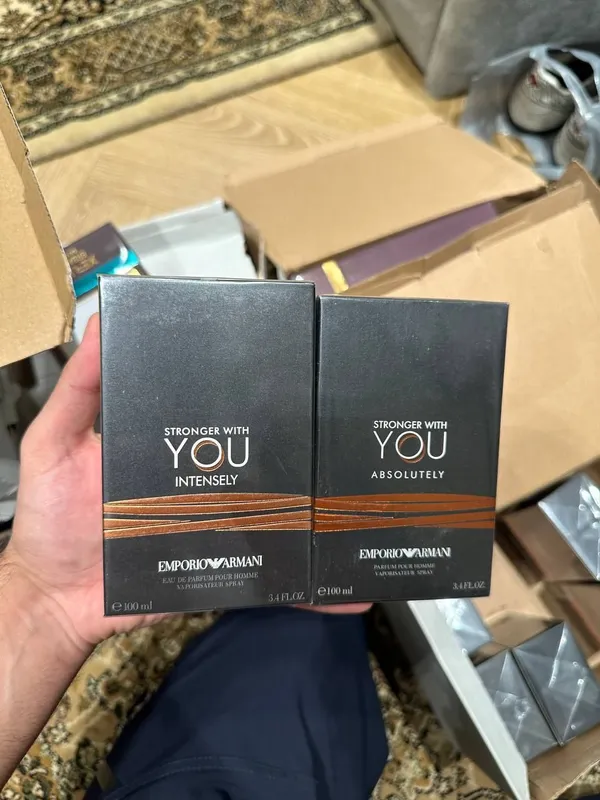 STRONGER WITH
YOU
INTENSELY
EMPORIO ARMANI
EAU DE PARFUM POUR HOMME
VAPORISATEUR SPRAY
e 100 ml
3.4 FL.OZ
STRONGER WITH
YOU
ABSOLUTELY
EMPORIO ARMANI
PARFUM POUR HOMME
VAPORISATEUR SPRAY
e 100 ml
3.4 FL.OZ.